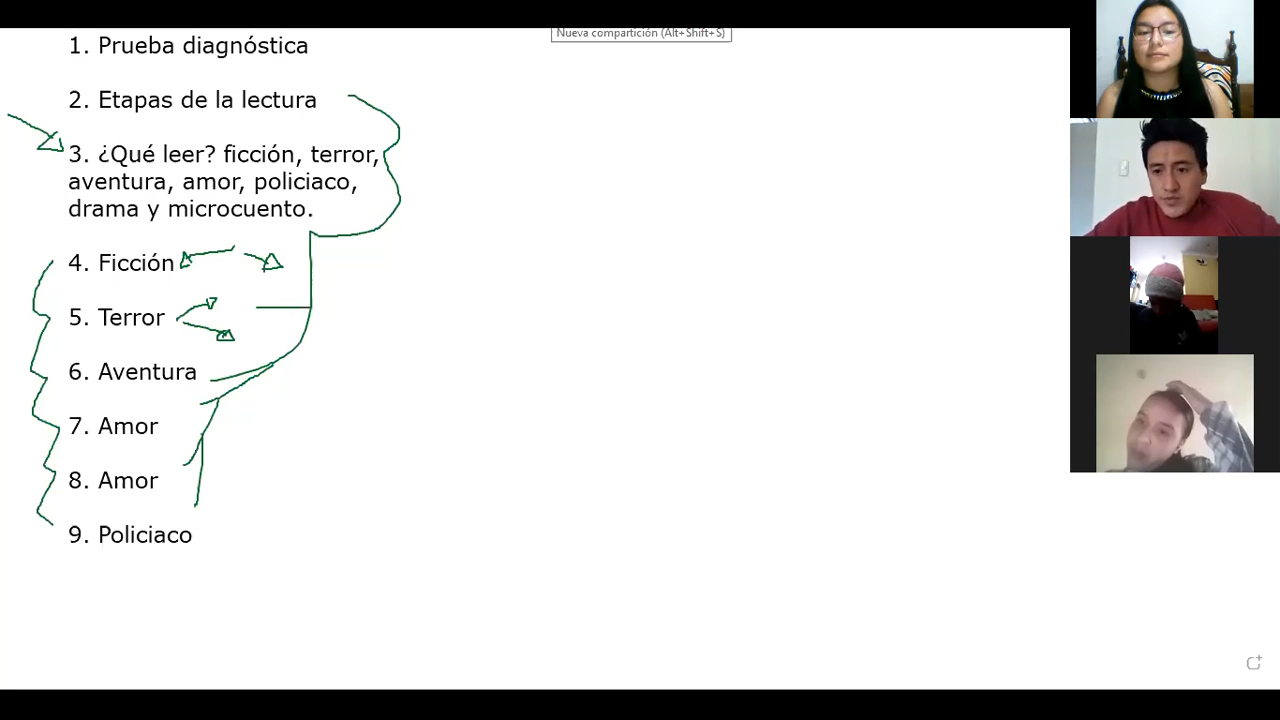 Nueva compartición (Alt+Shift+S)
1. Prueba diagnóstica
2. Etapas de la lectura
3. ¿Qué leer? ficción, terror,
aventura, amor, policiaco,
drama y microcuento.
4. Ficción
5. Terror
6. Aventura
7. Amor
8. Amor
9. Policiaco